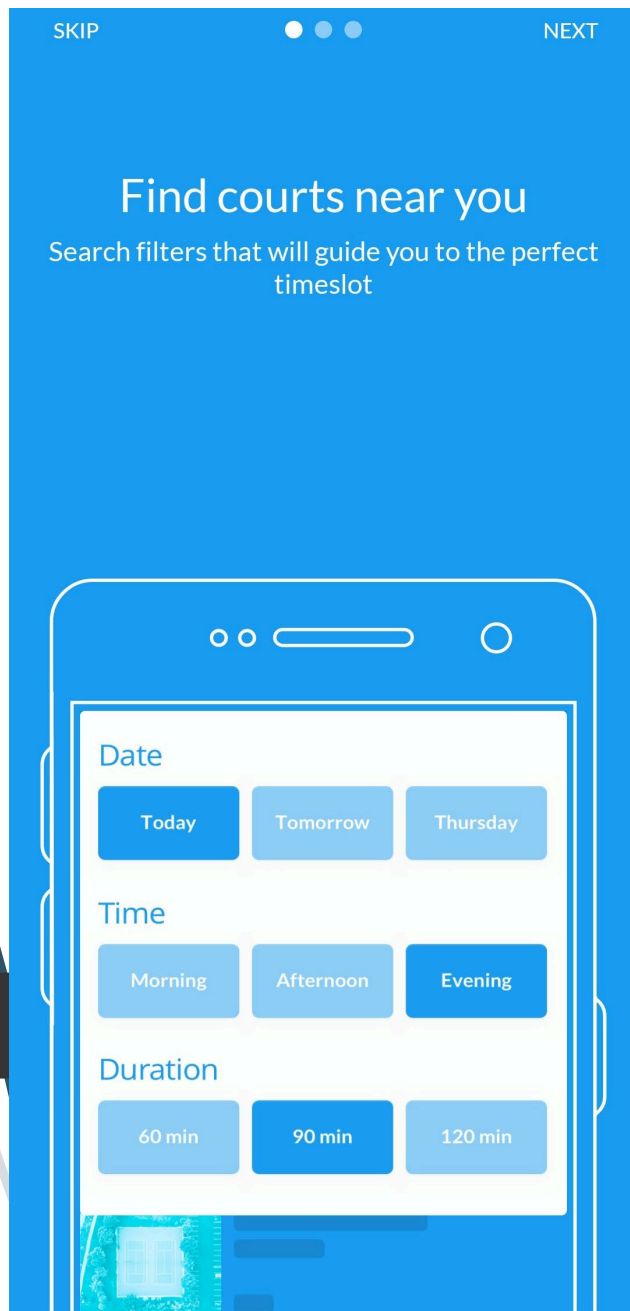 SKIP
NEXT
Find courts near you
Search filters that will guide you to the perfect
timeslot
Date
Today
Tomorrow
Thursday
Time
Morning
Afternoon
Evening
Duration
60 min
90 min
120 min